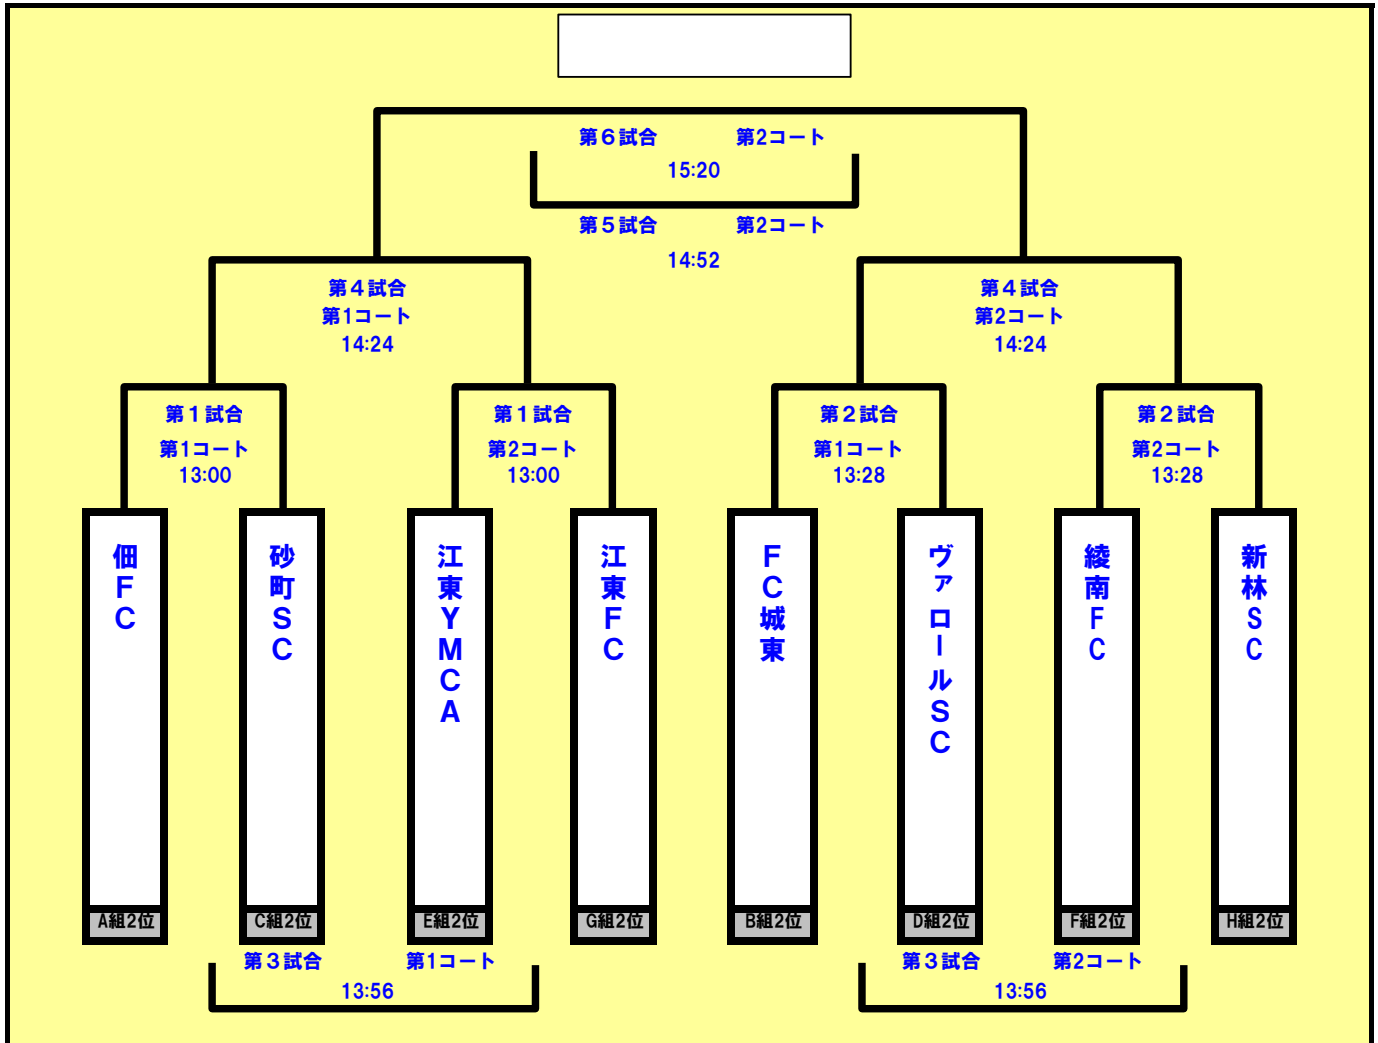 第６試合 第2コート
15:20
第５試合 第2コート
14:52
第４試合
第1コート
14:24
第４試合
第2コート
14:24
第１試合
第1コート
13:00
第１試合
第2コート
13:00
第２試合
第1コート
13:28
第２試合
第2コート
13:28
佃FC
砂町SC
江東YMCA
江東FC
FC城東
ヴァロールSC
綾南FC
新林SC
A組2位
C組2位
E組2位
G組2位
B組2位
D組2位
F組2位
H組2位
第３試合 第1コート
13:56
第３試合 第2コート
13:56